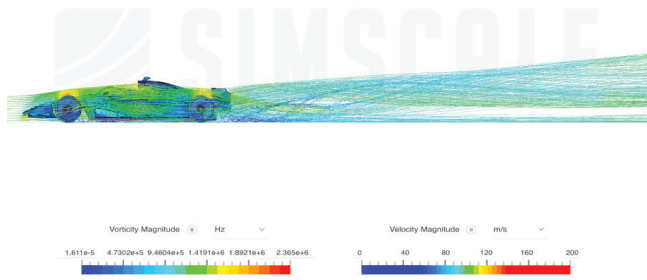 SIMSCALE
Vorticity Magnitude Hz
1.611e-5 4.7302e+5 9.4604e+5 1.4191e+6 1.8921e+6 2.365e+6
Velocity Magnitude m/s
0 40 80 120 160 200